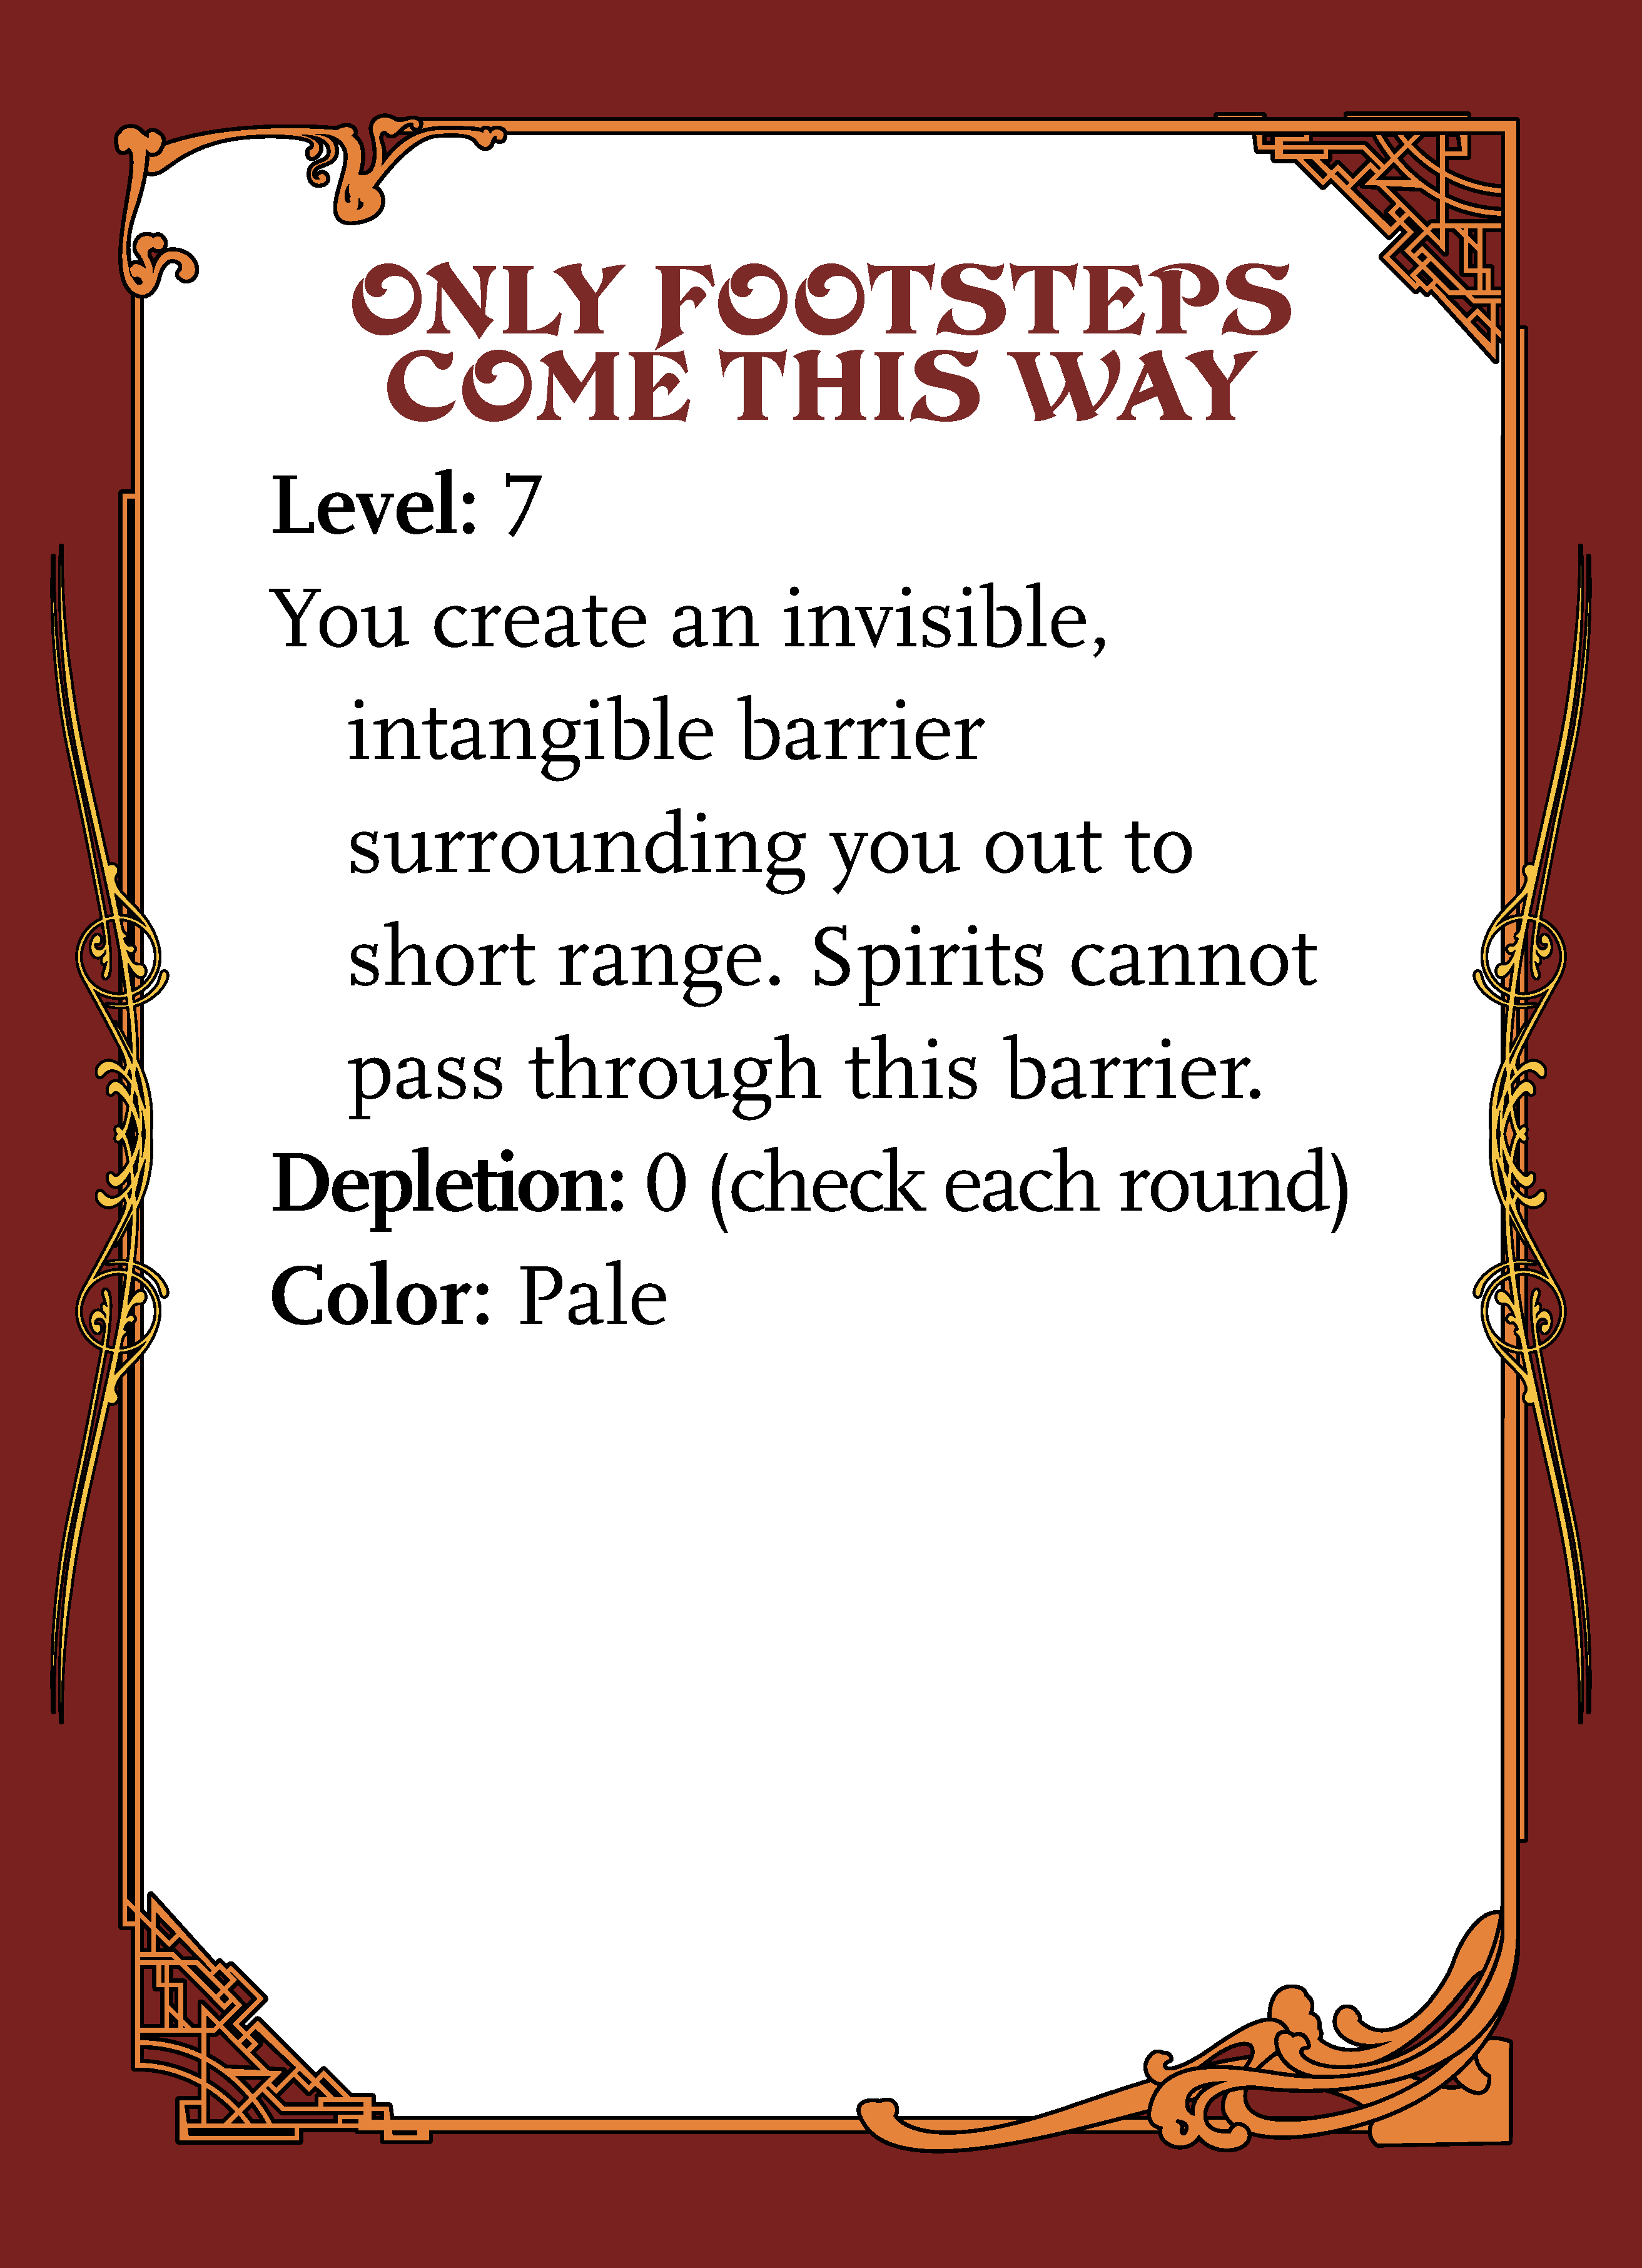 ONLY FOOTSTEPS
COME THIS WAY
Level: 7
You create an invisible,
intangible barrier
surrounding you out to
short range. Spirits cannot
pass through this barrier.
Depletion: 0 (check each round)
Color: Pale